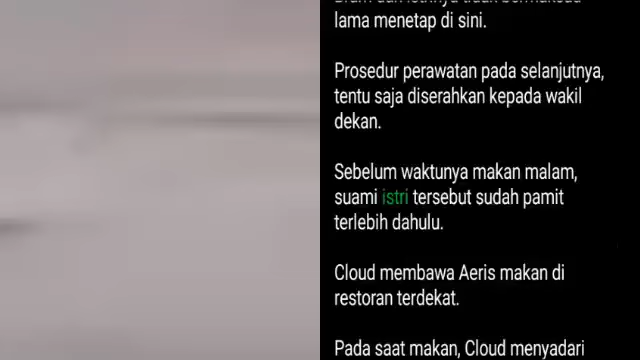 lama menetap di sini.
Prosedur perawatan pada selanjutnya,
tentu saja diserahkan kepada wakil
dekan.
Sebelum waktunya makan malam,
suami istri tersebut sudah pamit
terlebih dahulu.
Cloud membawa Aeris makan di
restoran terdekat.
Pada saat makan, Cloud menyadari